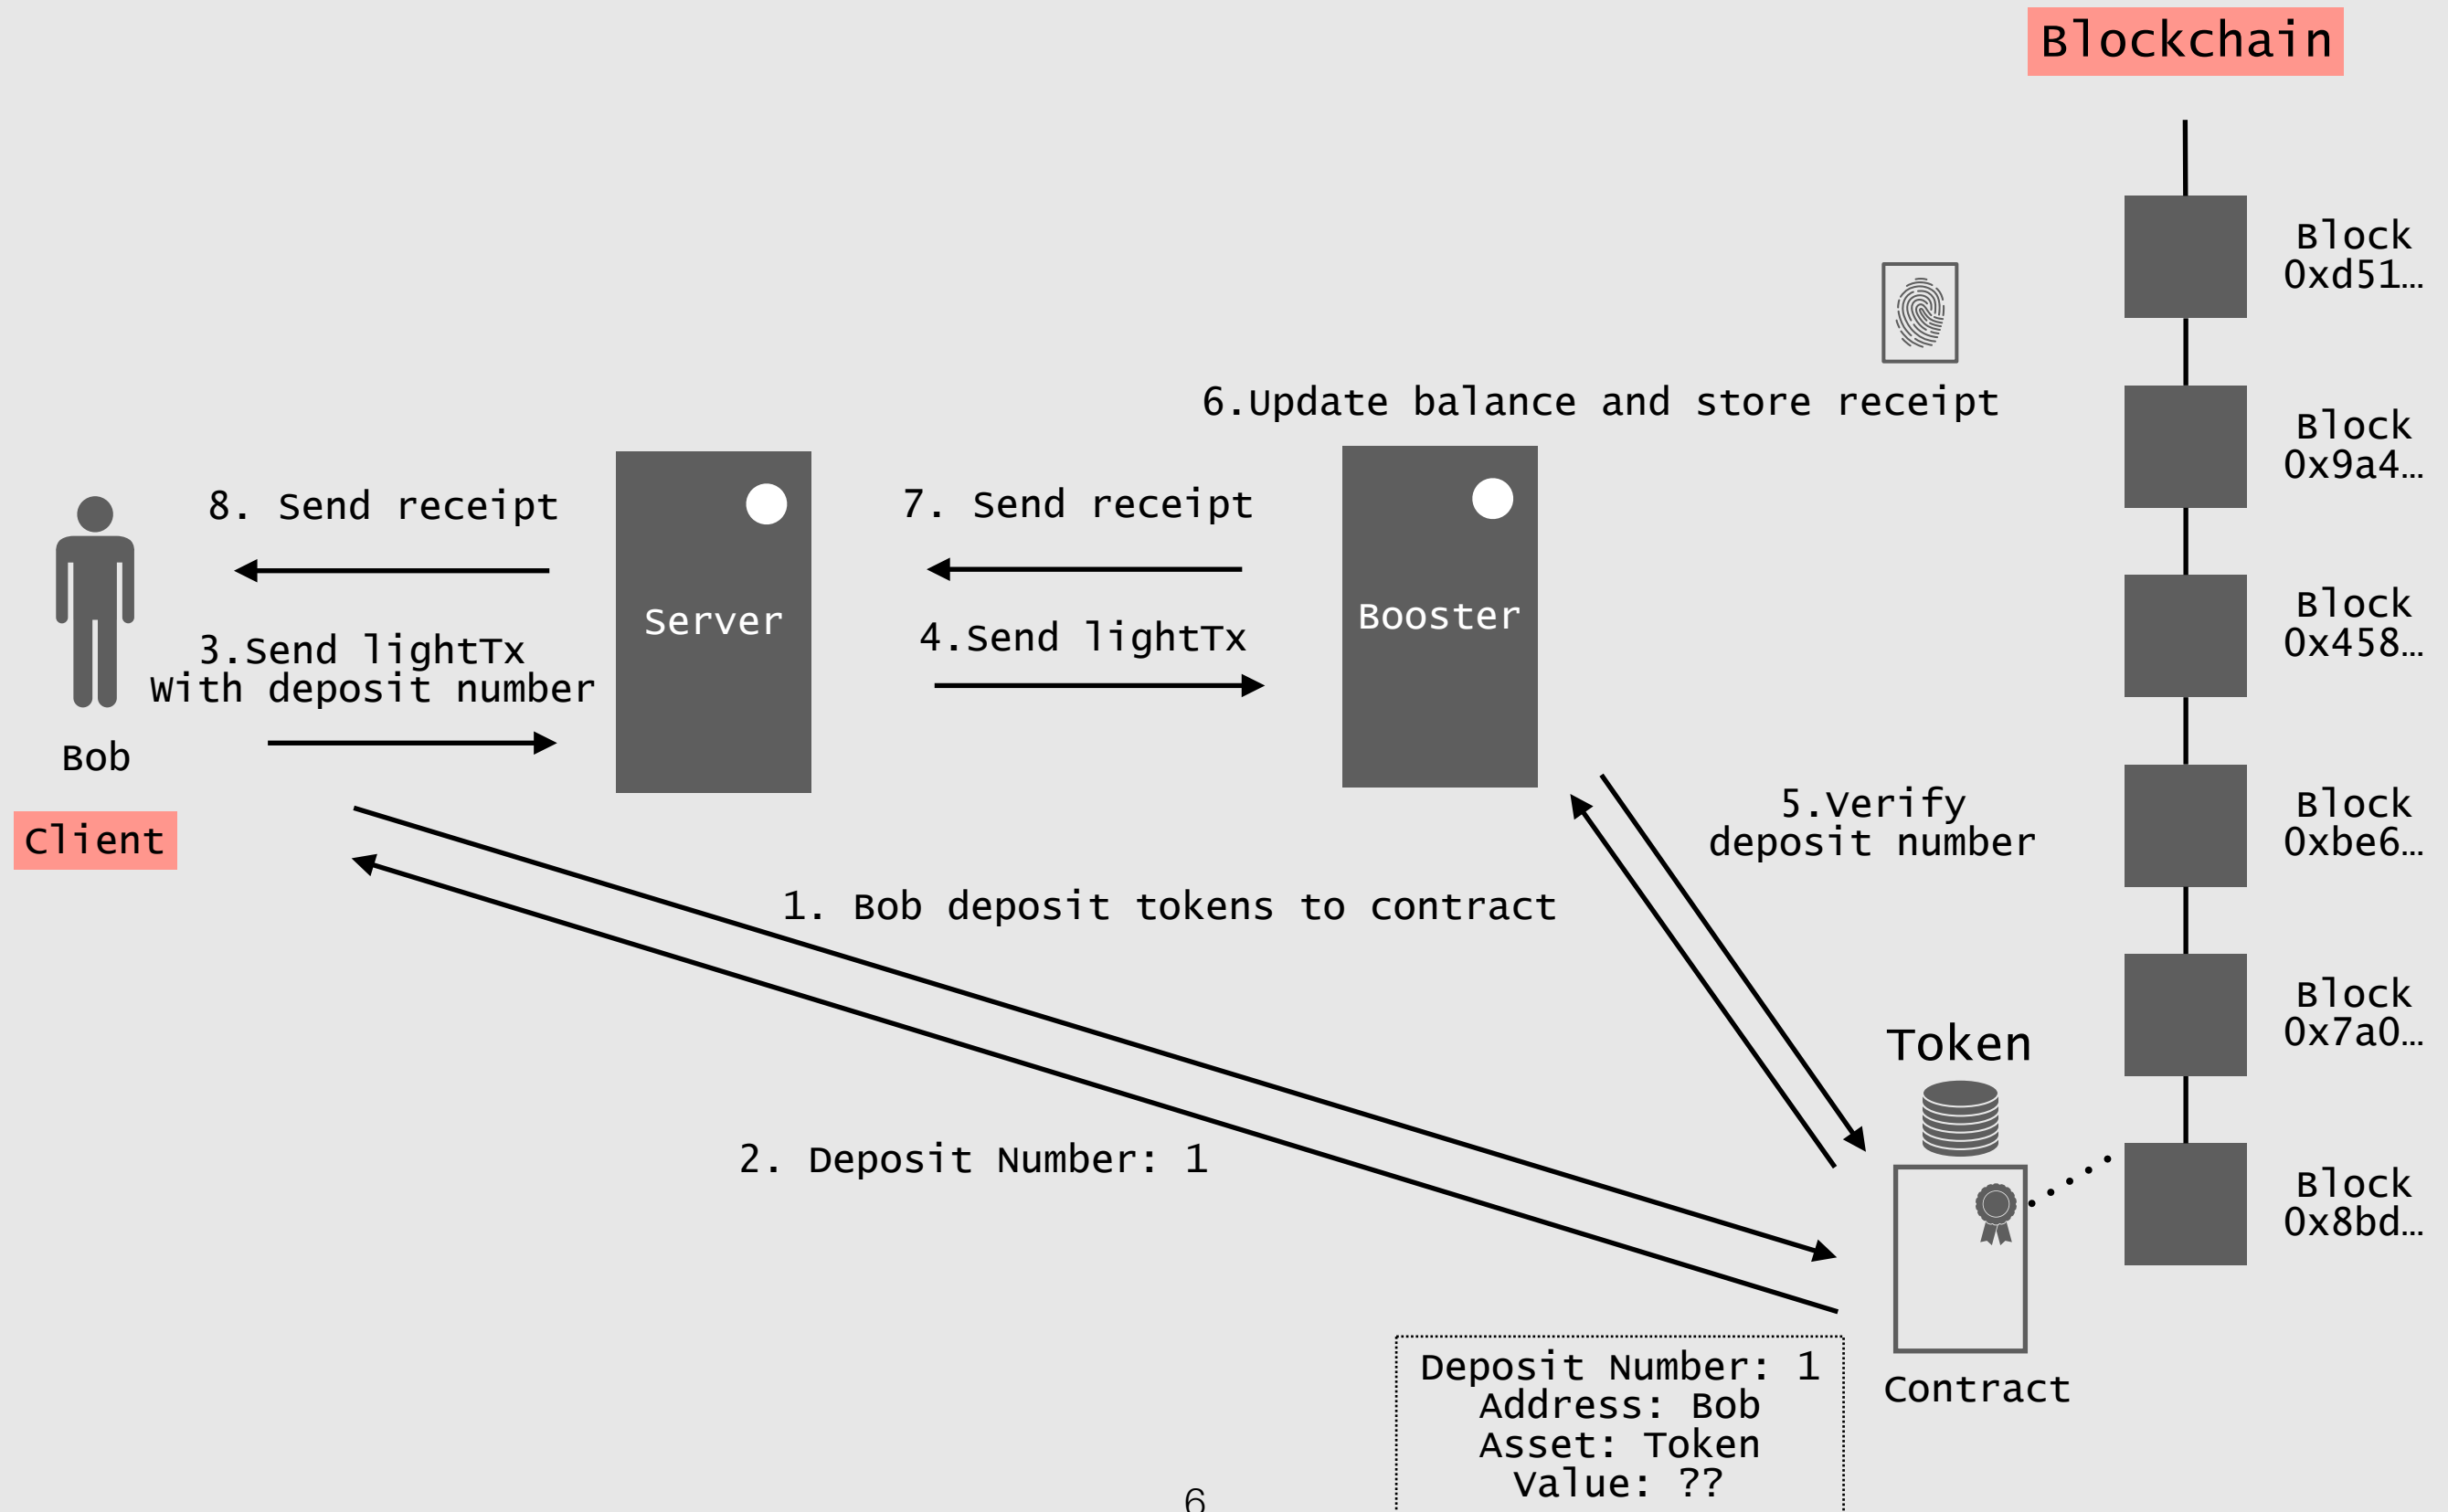 Blockchain
Block
0xd51…
6.Update balance and store receipt
Block
0x9a4…
8. Send receipt
7. Send receipt
Server
Booster
3.Send lightTx
With deposit number
4.Send lightTx
Block
0x458…
Bob
Client
5.Verify
deposit number
Block
0xbe6…
1. Bob deposit tokens to contract
Block
0x7a0…
Token
2. Deposit Number: 1
Block
0x8bd…
Contract
Deposit Number: 1
Address: Bob
Asset: Token
Value: ??
6